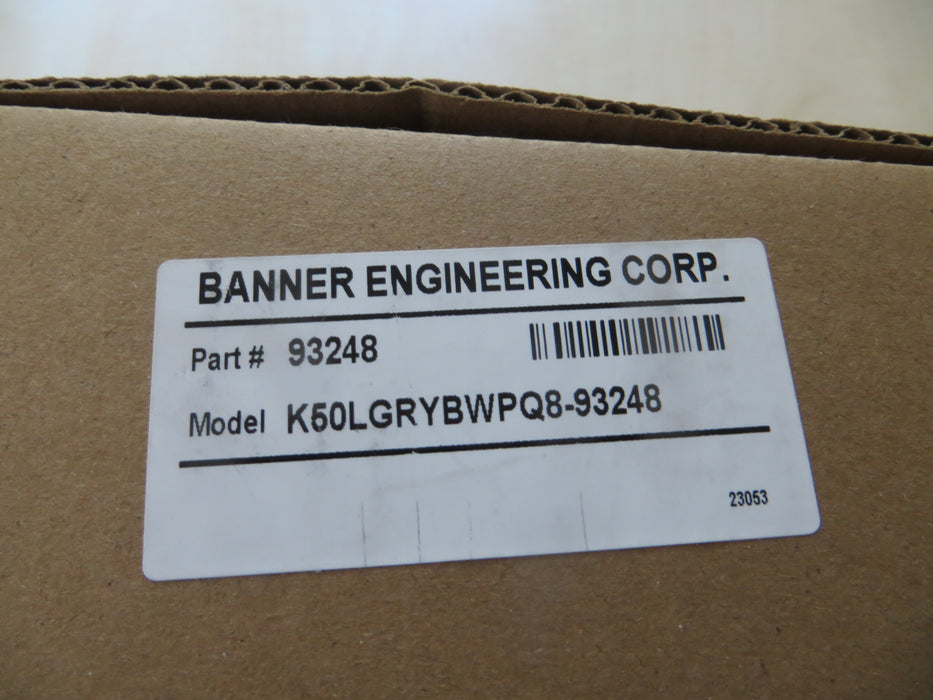 BANNER ENGINEERING CORP.
Part # 93248
Model K50LGRYBWPQ8-93248
23053